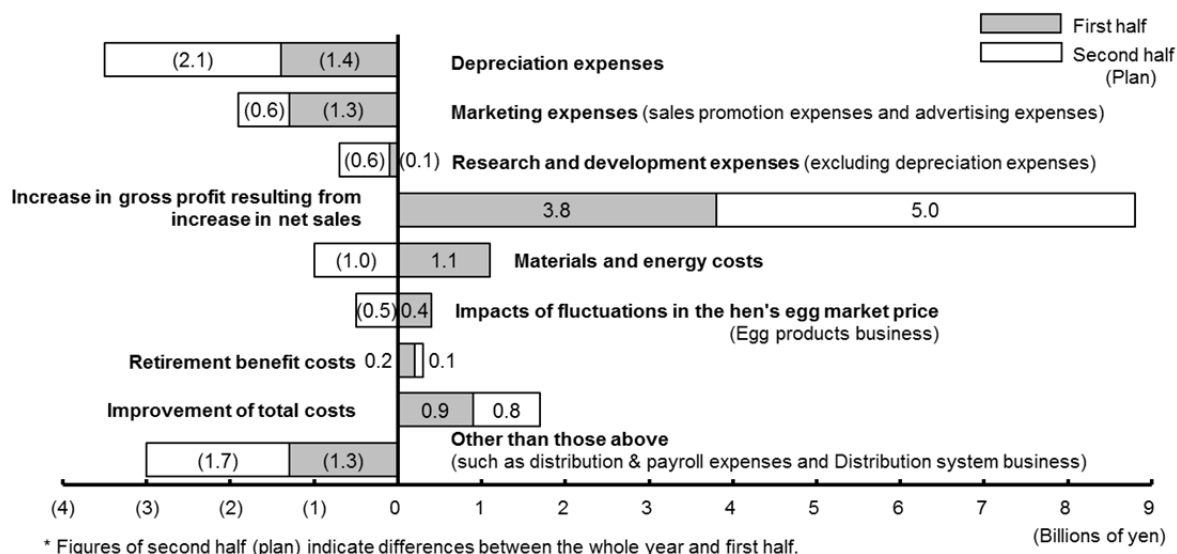 First half
Second half
(Plan)
(2.1) (1.4) Depreciation expenses
(0.6) (1.3) Marketing expenses (sales promotion expenses and advertising expenses)
(0.6) (0.1) Research and development expenses (excluding depreciation expenses)
Increase in gross profit resulting from
increase in net sales
3.8 5.0
(1.0) 1.1 Materials and energy costs
(0.5) 0.4 Impacts of fluctuations in the hen's egg market price
(Egg products business)
Retirement benefit costs 0.2 0.1
Improvement of total costs 0.9 0.8
Other than those above
(1.7) (1.3) (such as distribution & payroll expenses and Distribution system business)
(4) (3) (2) (1) 0 1 2 3 4 5 6 7 8 9
(Billions of yen)
* Figures of second half (plan) indicate differences between the whole year and first half.